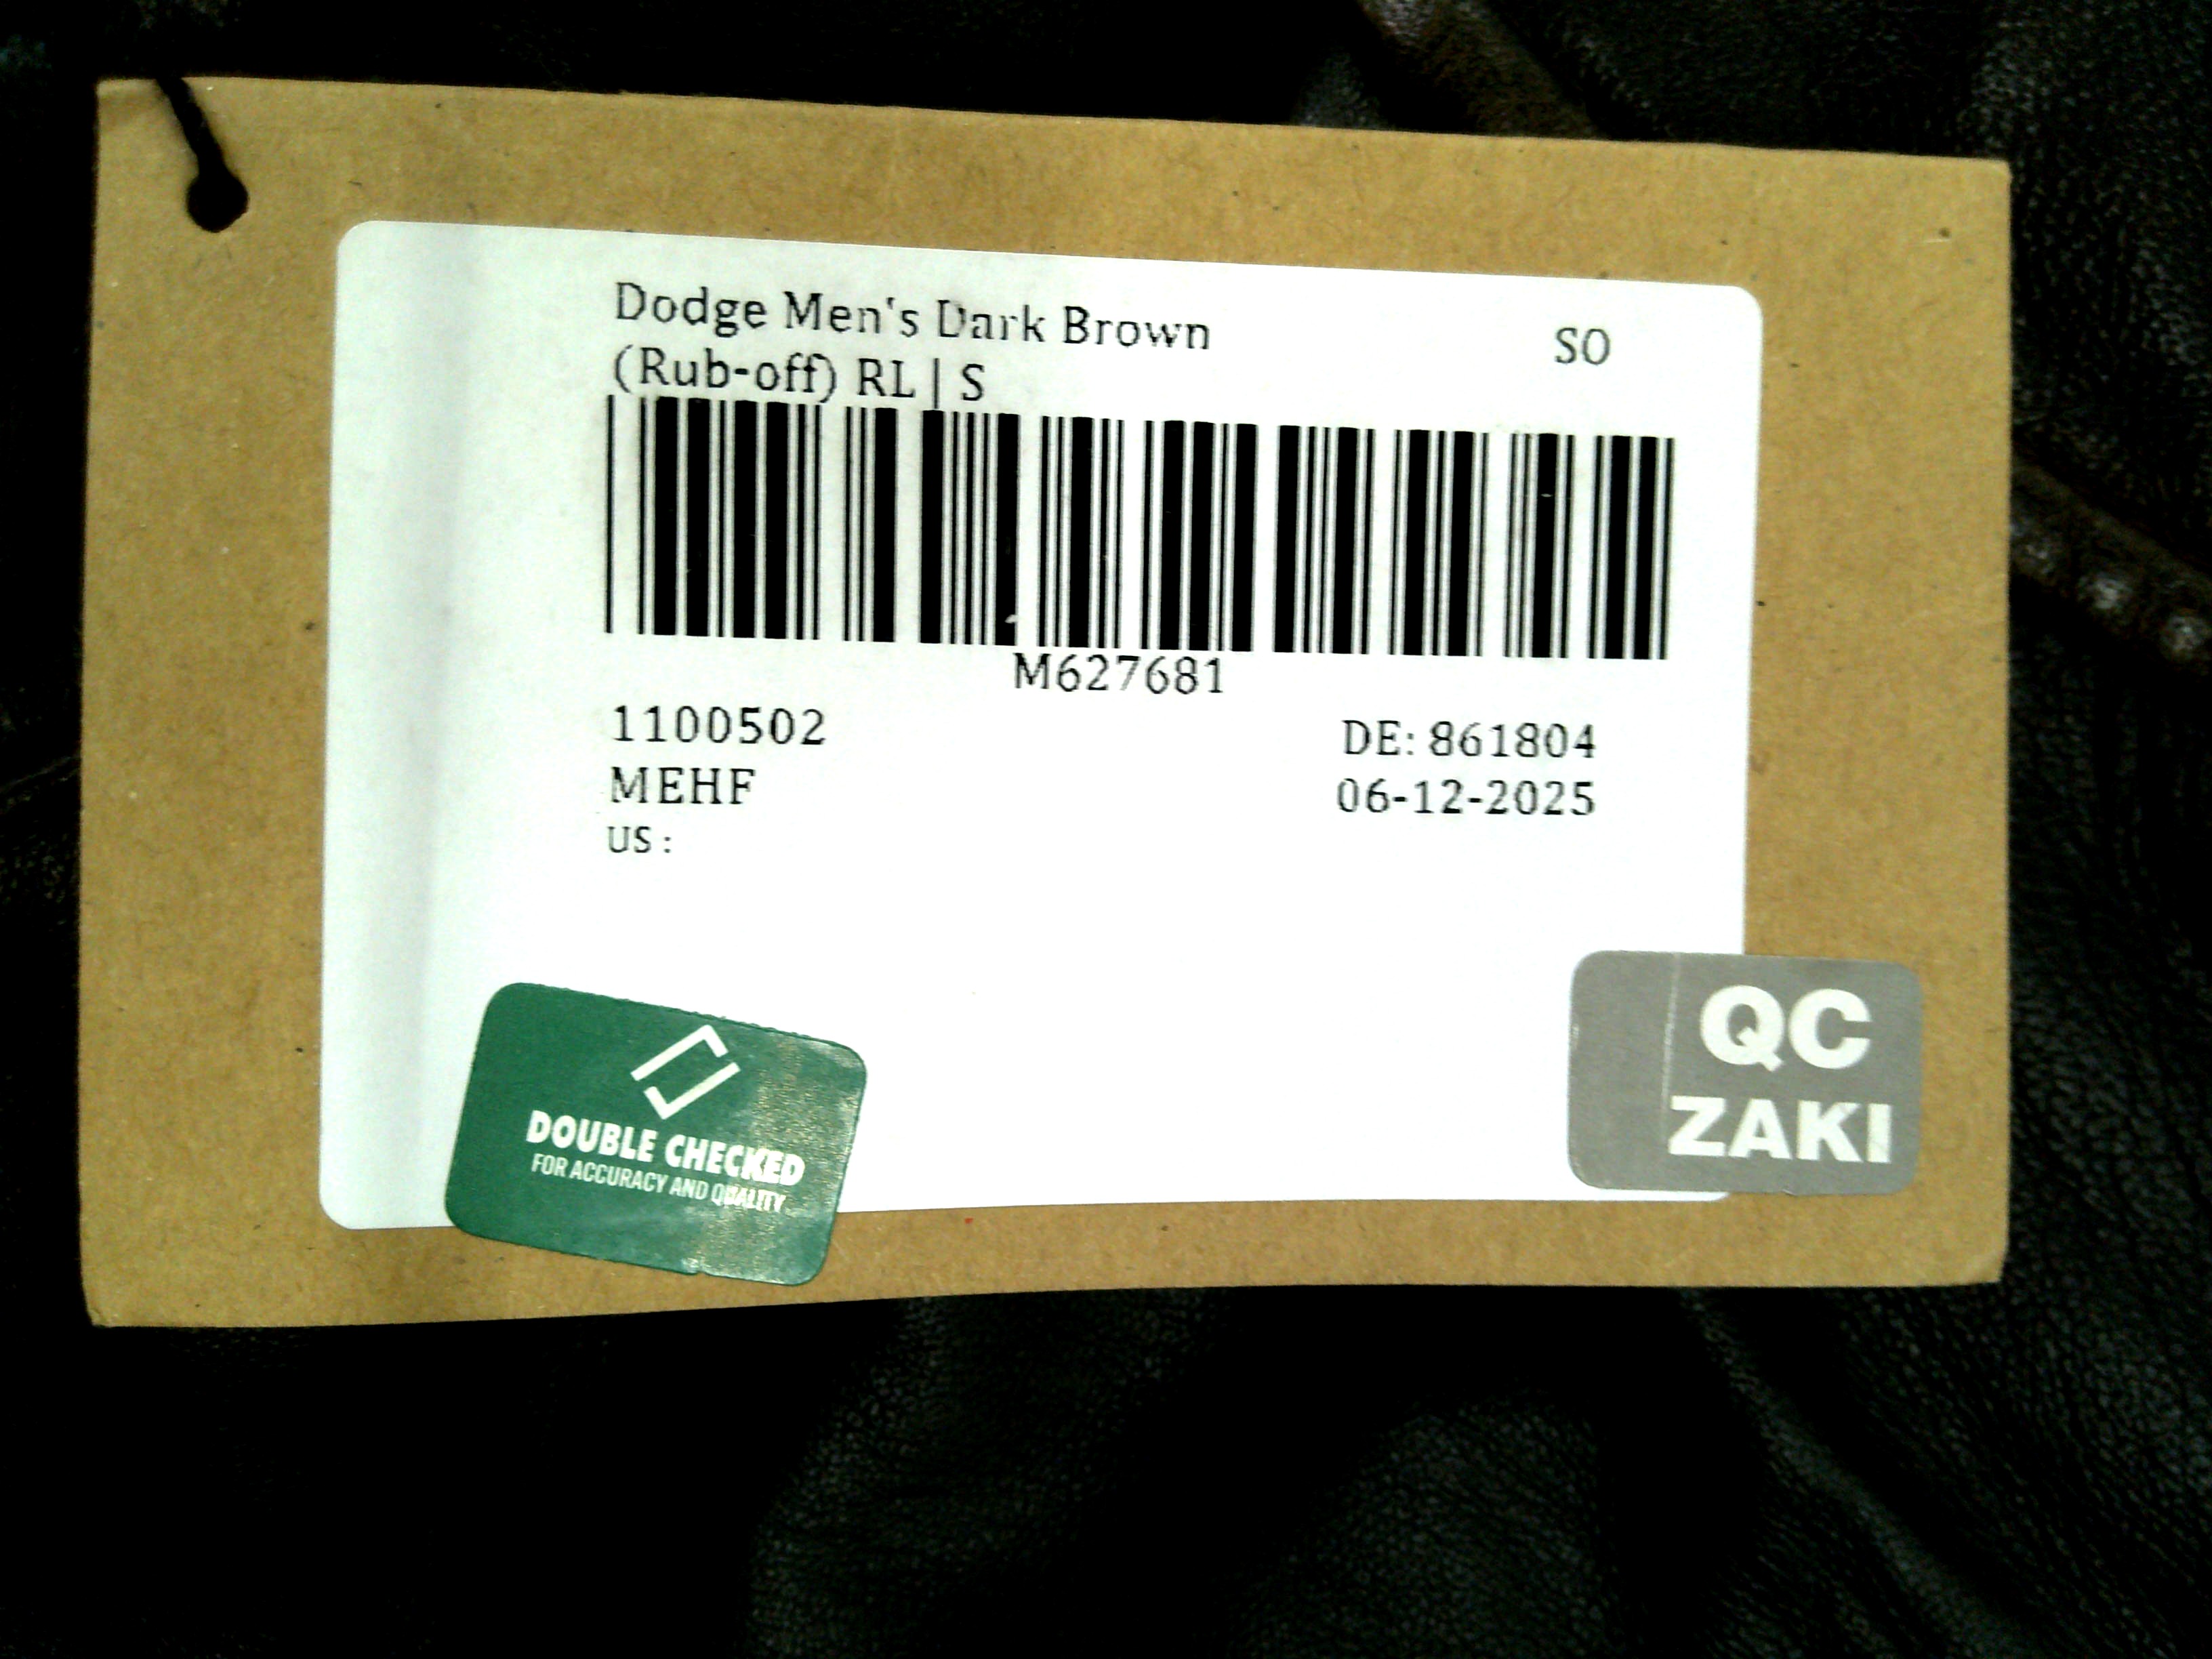 Dodge Men's Dark Brown
(Rub-off) RL | S
SO
M627681
1100502
DE: 861804
MEHF
06-12-2025
US :
DOUBLE CHECKED
FOR ACCURACY AND QUALITY
QC
ZAKI